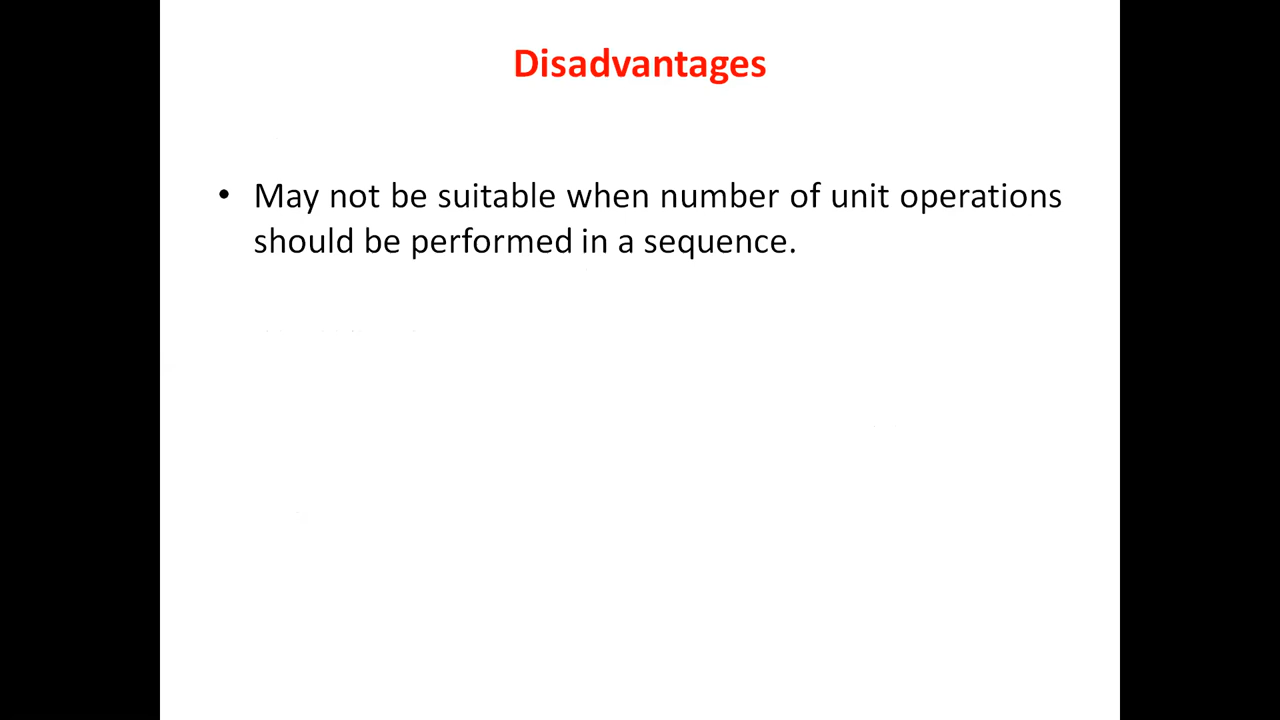 Disadvantages
• May not be suitable when number of unit operations
should be performed in a sequence.